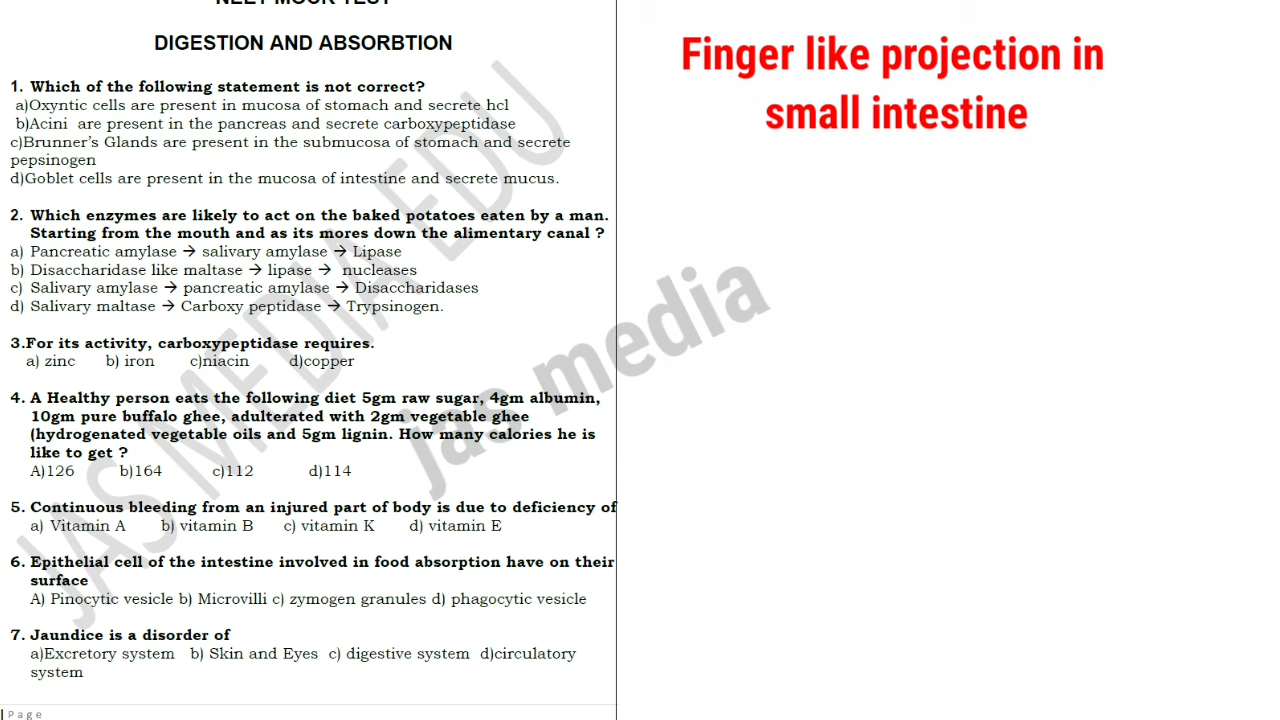 NEET MOCK TEST
DIGESTION AND ABSORBTION
1. Which of the following statement is not correct?
a)Oxyntic cells are present in mucosa of stomach and secrete hcl
b)Acini are present in the pancreas and secrete carboxypeptidase
c)Brunner's Glands are present in the submucosa of stomach and secrete
pepsinogen
d)Goblet cells are present in the mucosa of intestine and secrete mucus.
2. Which enzymes are likely to act on the baked potatoes eaten by a man.
Starting from the mouth and as its mores down the alimentary canal ?
a) Pancreatic amylase → salivary amylase → Lipase
b) Disaccharidase like maltase → lipase → nucleases
c) Salivary amylase → pancreatic amylase → Disaccharidases
d) Salivary maltase → Carboxy peptidase → Trypsinogen.
3.For its activity, carboxypeptidase requires.
a) zinc b) iron c)niacin d)copper
4. A Healthy person eats the following diet 5gm raw sugar, 4gm albumin,
10gm pure buffalo ghee, adulterated with 2gm vegetable ghee
(hydrogenated vegetable oils and 5gm lignin. How many calories he is
like to get ?
A)126 b)164 c)112 d)114
5. Continuous bleeding from an injured part of body is due to deficiency of
a) Vitamin A b) vitamin B c) vitamin K d) vitamin E
6. Epithelial cell of the intestine involved in food absorption have on their
surface
A) Pinocytic vesicle b) Microvilli c) zymogen granules d) phagocytic vesicle
7. Jaundice is a disorder of
a)Excretory system b) Skin and Eyes c) digestive system d)circulatory
system
| Page
JAS MEDIA EDU
jas media
Finger like projection in
small intestine